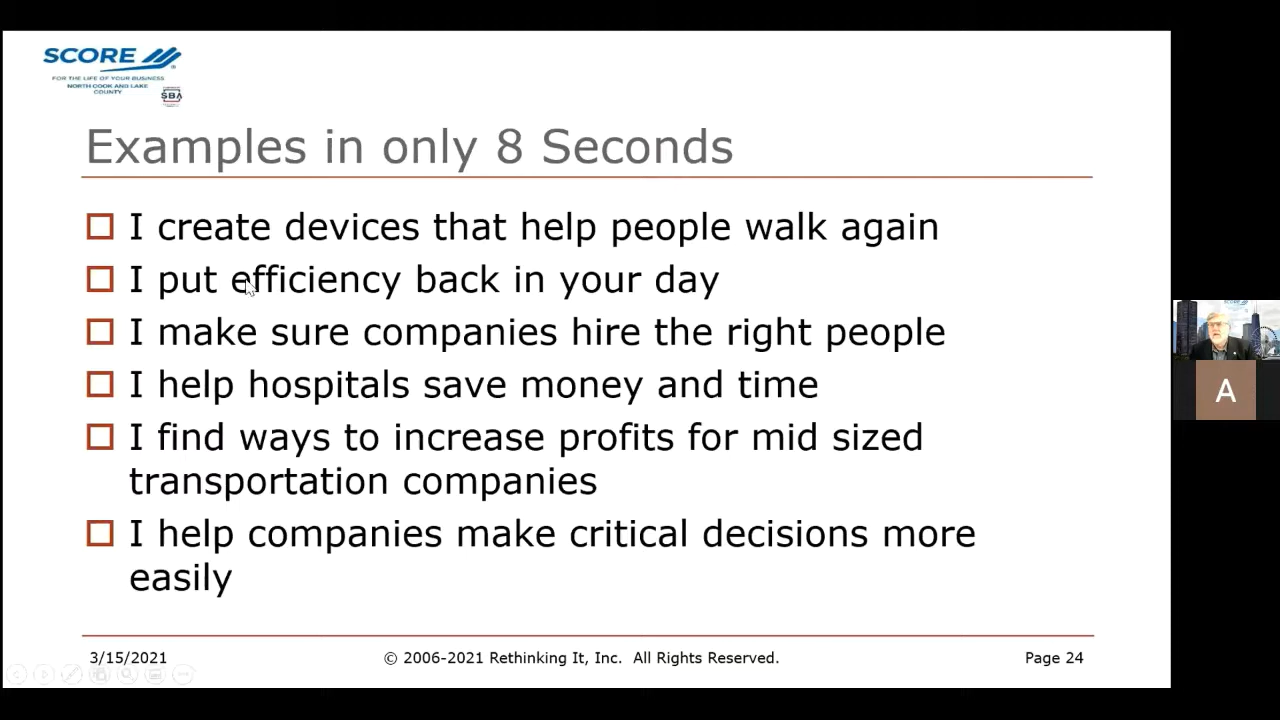 SCORE
FOR THE LIFE OF YOUR BUSINESS
NORTH COOK AND LAKE
COUNTY
SBA
Examples in only 8 Seconds
I create devices that help people walk again
I put efficiency back in your day
I make sure companies hire the right people
I help hospitals save money and time
I find ways to increase profits for mid sized
transportation companies
I help companies make critical decisions more
easily
3/15/2021
© 2006-2021 Rethinking It, Inc. All Rights Reserved.
Page 24
A